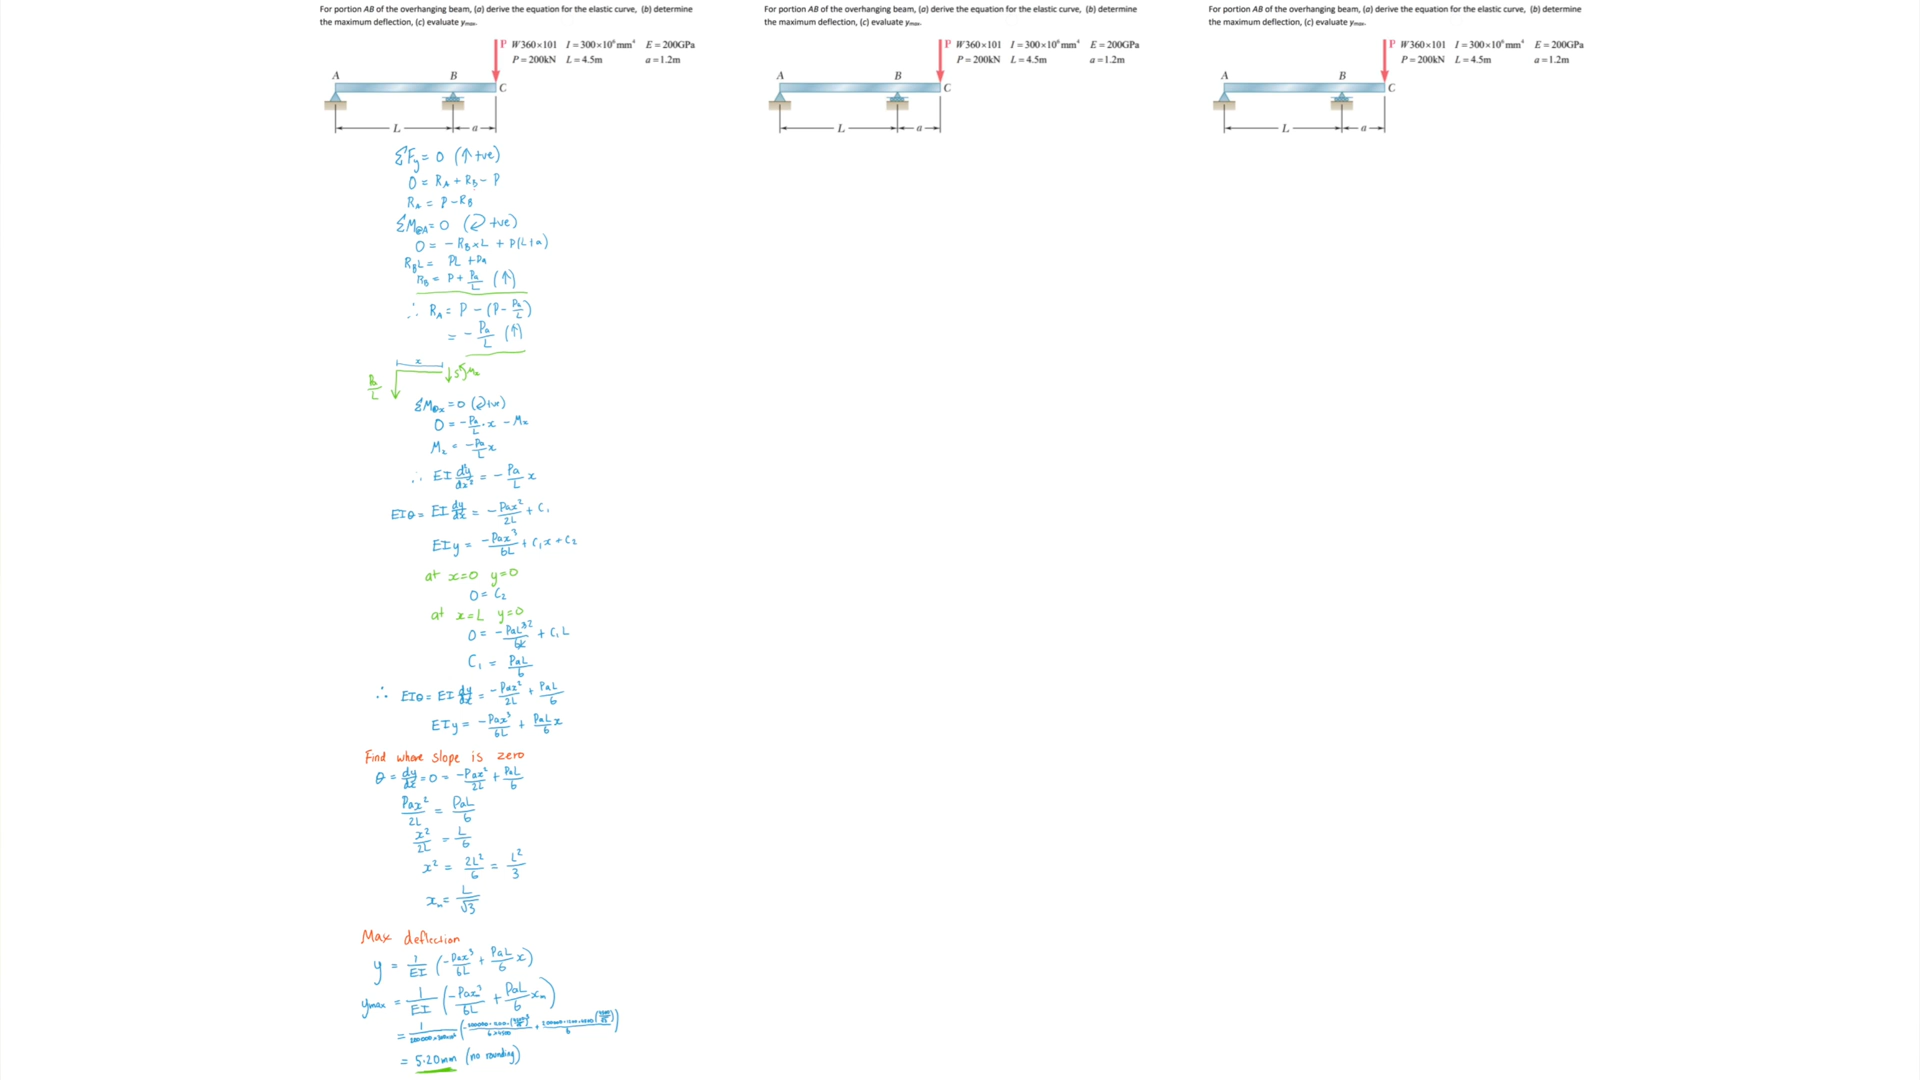 For portion AB of the overhanging beam, (a) derive the equation for the elastic curve, (b) determine
the maximum deflection, (c) evaluate ymax.
P W360×101 I = 300×10⁶ mm⁴ E = 200GPa
P = 200kN L = 4.5m a = 1.2m
A B C
L a
ΣFy = 0 (↑ +ve)
0 = RA + RB − P
RA = P − RB
ΣM@A = 0 (↻ +ve)
0 = −RB×L + P(L+a)
RBL = PL + Pa
RB = P + Pa/L (↑)
∴ RA = P − (P − Pa/L)
= −Pa/L (↑)
x
Pa/L ↓S Mx
ΣM@x = 0 (↻ +ve)
0 = −Pa/L · x − Mx
Mx = −Pa/L x
∴ EI d²y/dx² = −Pa/L x
EIθ = EI dy/dx = −Pax²/2L + C₁
EIy = −Pax³/6L + C₁x + C₂
at x=0 y=0
0 = C₂
at x=L y=0
0 = −PaL³²/6L + C₁L
C₁ = PaL/6
∴ EIθ = EI dy/dx = −Pax²/2L + PaL/6
EIy = −Pax³/6L + PaL/6 x
Find where slope is zero
θ = dy/dx = 0 = −Pax²/2L + PaL/6
Pax²/2L = PaL/6
x²/2L = L/6
x² = 2L²/6 = L²/3
xm = L/√3
Max deflection
y = 1/EI (−Pax³/6L + PaL/6 x)
ymax = 1/EI (−Paxm³/6L + PaL/6 xm)
= 5.20mm (no rounding)
For portion AB of the overhanging beam, (a) derive the equation for the elastic curve, (b) determine
the maximum deflection, (c) evaluate ymax.
P W360×101 I = 300×10⁶ mm⁴ E = 200GPa
P = 200kN L = 4.5m a = 1.2m
A B C
L a
For portion AB of the overhanging beam, (a) derive the equation for the elastic curve, (b) determine
the maximum deflection, (c) evaluate ymax.
P W360×101 I = 300×10⁶ mm⁴ E = 200GPa
P = 200kN L = 4.5m a = 1.2m
A B C
L a